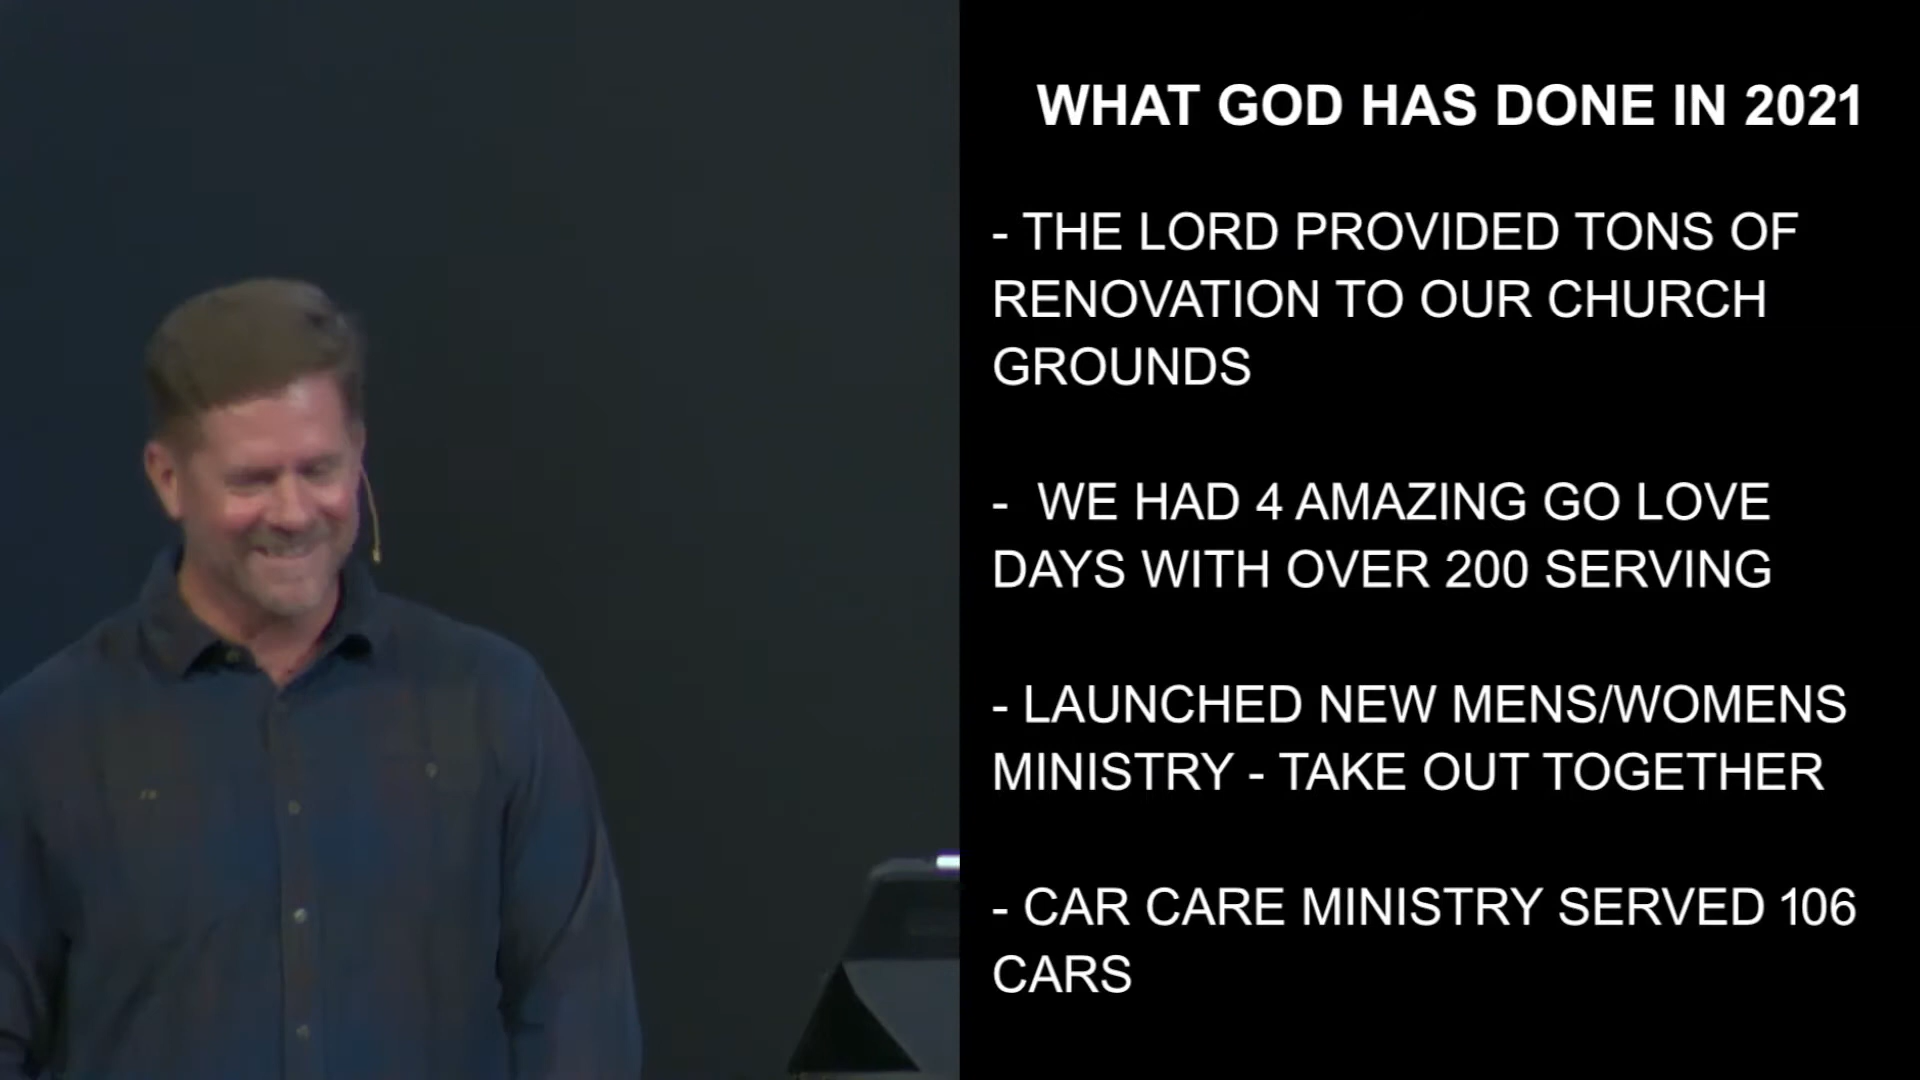 WHAT GOD HAS DONE IN 2021
- THE LORD PROVIDED TONS OF
RENOVATION TO OUR CHURCH
GROUNDS
- WE HAD 4 AMAZING GO LOVE
DAYS WITH OVER 200 SERVING
- LAUNCHED NEW MENS/WOMENS
MINISTRY - TAKE OUT TOGETHER
- CAR CARE MINISTRY SERVED 106
CARS